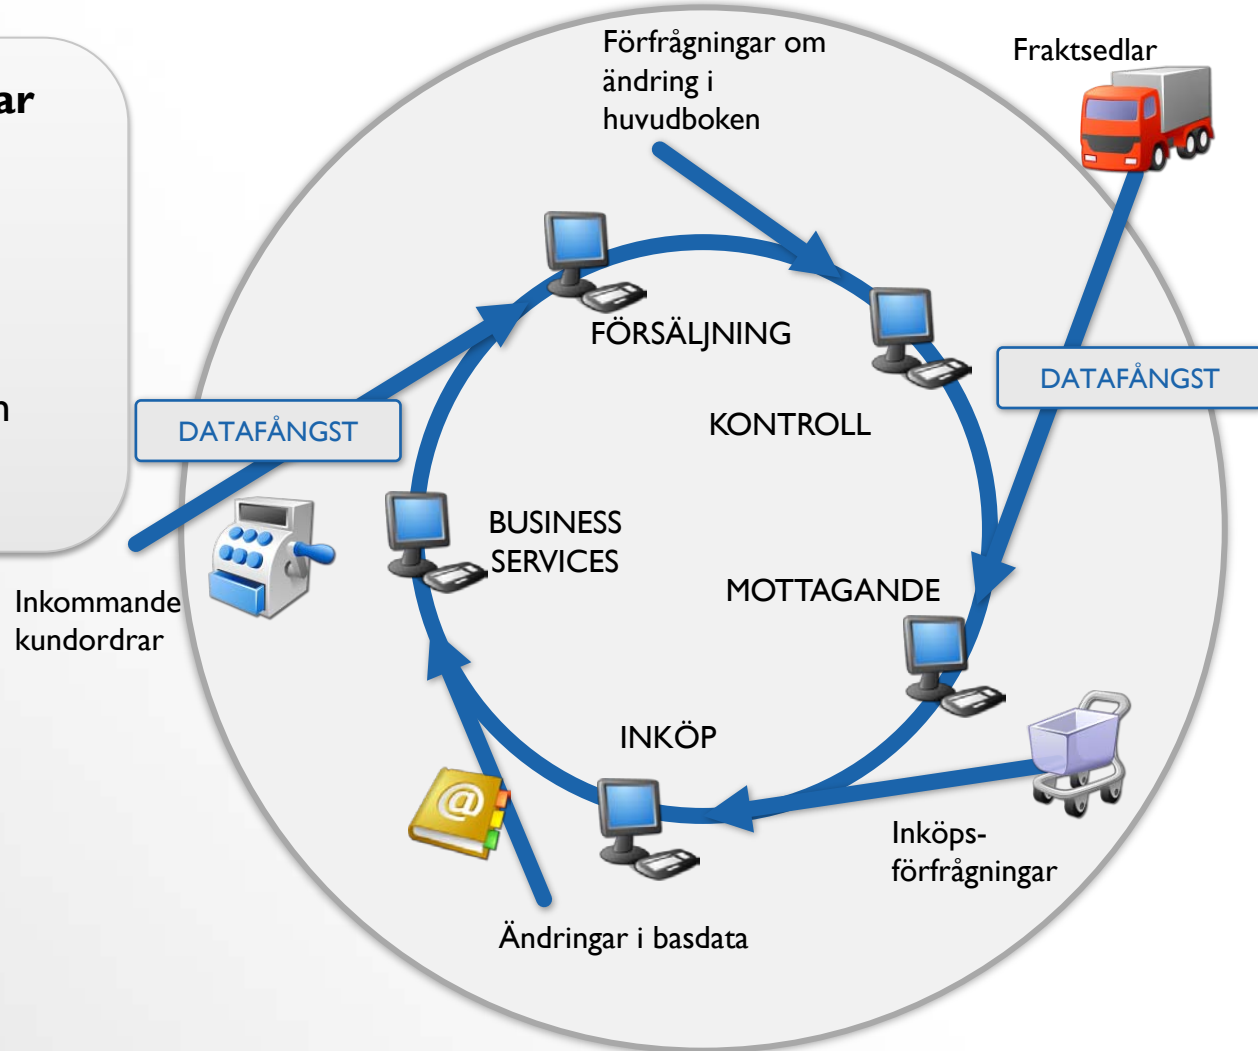 ar
n
Förfrågningar om
ändring i
huvudboken
Fraktsedlar
FÖRSÄLJNING
DATAFÅNGST
KONTROLL
DATAFÅNGST
BUSINESS
SERVICES
MOTTAGANDE
Inkommande
kundordrar
INKÖP
Inköps-
förfrågningar
Ändringar i basdata